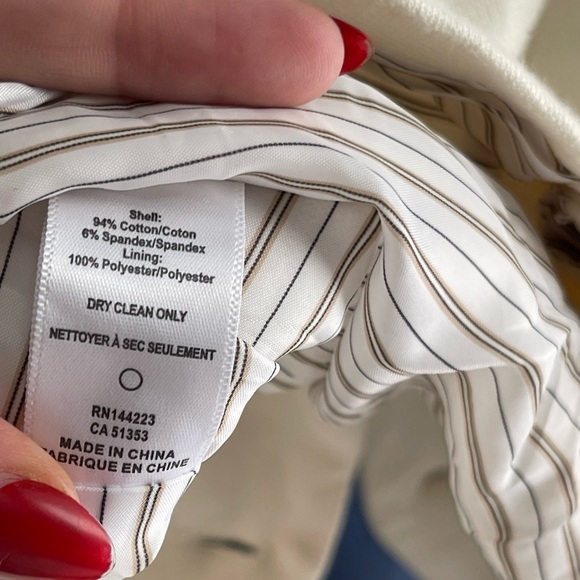 Shell:
94% Cotton/Coton
6% Spandex/Spandex
Lining:
100% Polyester/Polyester
DRY CLEAN ONLY
NETTOYER À SEC SEULEMENT
RN144223
CA 51353
MADE IN CHINA
FABRIQUE EN CHINE